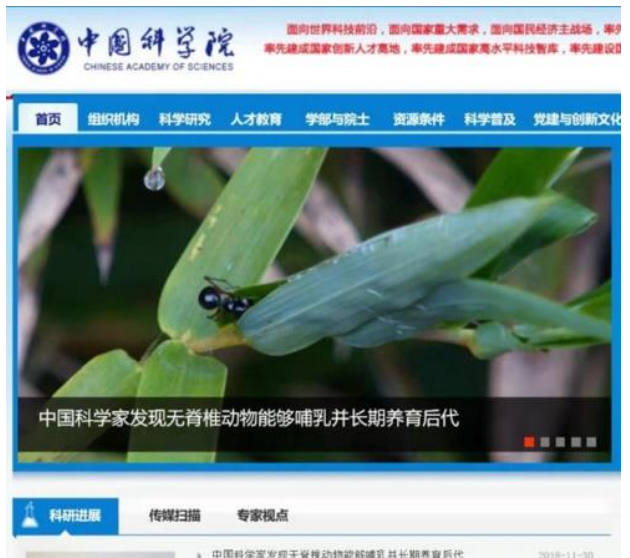 中国科学院
CHINESE ACADEMY OF SCIENCES
面向世界科技前沿，面向国家重大需求，面向国民经济主战场，率先
率先建成国家创新人才高地，率先建成国家高水平科技智库，率先建设国
首页 组织机构 科学研究 人才教育 学部与院士 资源条件 科学普及 党建与创新文化
中国科学家发现无脊椎动物能够哺乳并长期养育后代
科研进展 传媒扫描 专家视点
中国科学家发现无脊椎动物能够哺乳并长期养育后代 2018-11-30